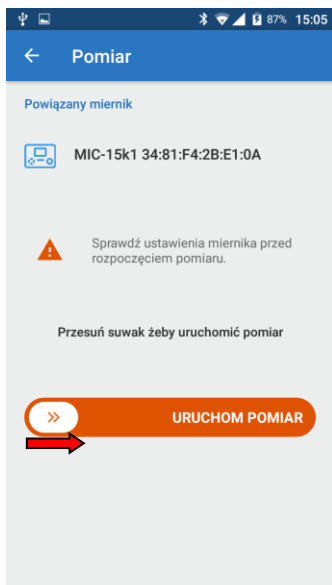 87% 15:05
Pomiar
Powiązany miernik
MIC-15k1 34:81:F4:2B:E1:0A
Sprawdź ustawienia miernika przed
rozpoczęciem pomiaru.
Przesuń suwak żeby uruchomić pomiar
URUCHOM POMIAR